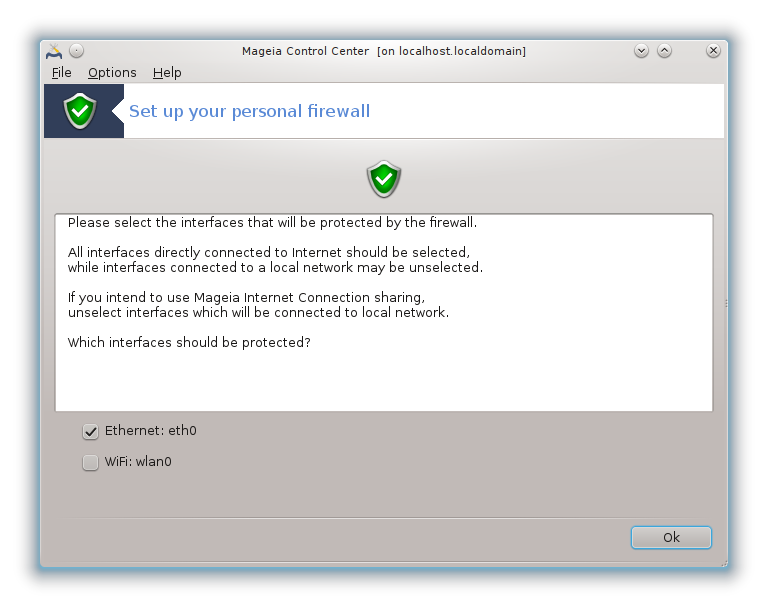 Mageia Control Center [on localhost.localdomain]
File Options Help
Set up your personal firewall
Please select the interfaces that will be protected by the firewall.
All interfaces directly connected to Internet should be selected,
while interfaces connected to a local network may be unselected.
If you intend to use Mageia Internet Connection sharing,
unselect interfaces which will be connected to local network.
Which interfaces should be protected?
Ethernet: eth0
WiFi: wlan0
Ok